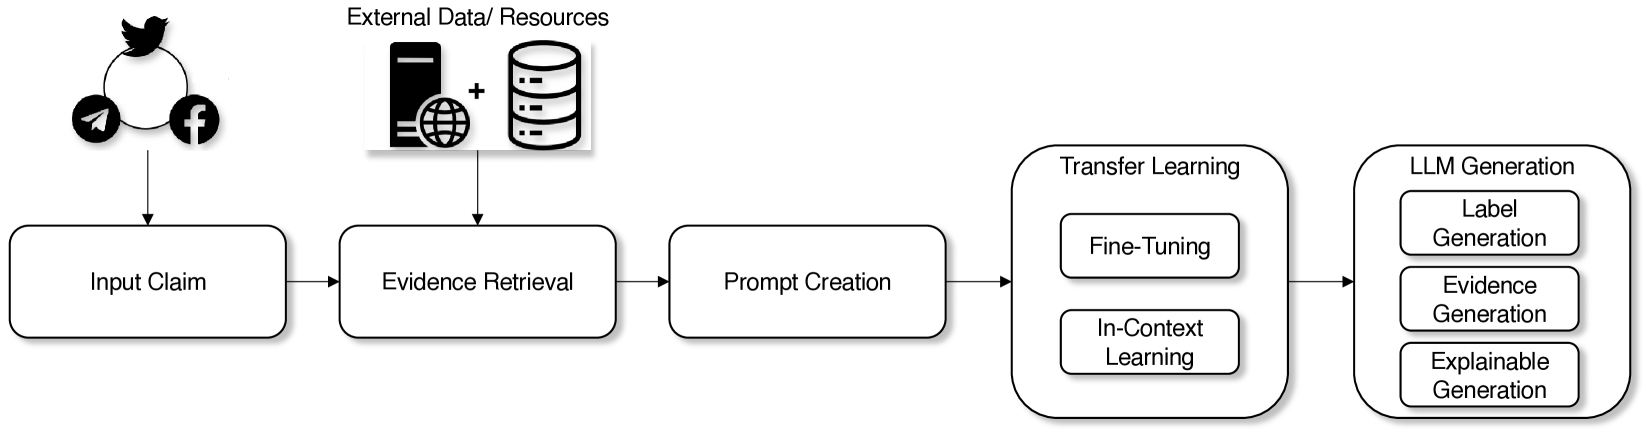 External Data/ Resources
Input Claim
Evidence Retrieval
Prompt Creation
Transfer Learning
Fine-Tuning
In-Context
Learning
LLM Generation
Label
Generation
Evidence
Generation
Explainable
Generation